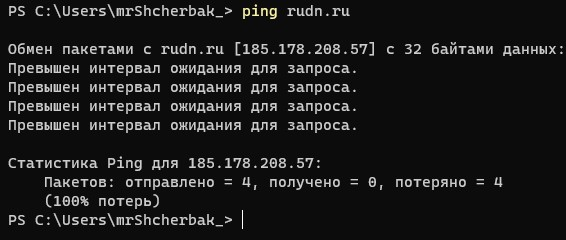 PS C:\Users\mrShcherbak_> ping rudn.ru
Обмен пакетами с rudn.ru [185.178.208.57] с 32 байтами данных:
Превышен интервал ожидания для запроса.
Превышен интервал ожидания для запроса.
Превышен интервал ожидания для запроса.
Превышен интервал ожидания для запроса.
Статистика Ping для 185.178.208.57:
Пакетов: отправлено = 4, получено = 0, потеряно = 4
(100% потерь)
PS C:\Users\mrShcherbak_>